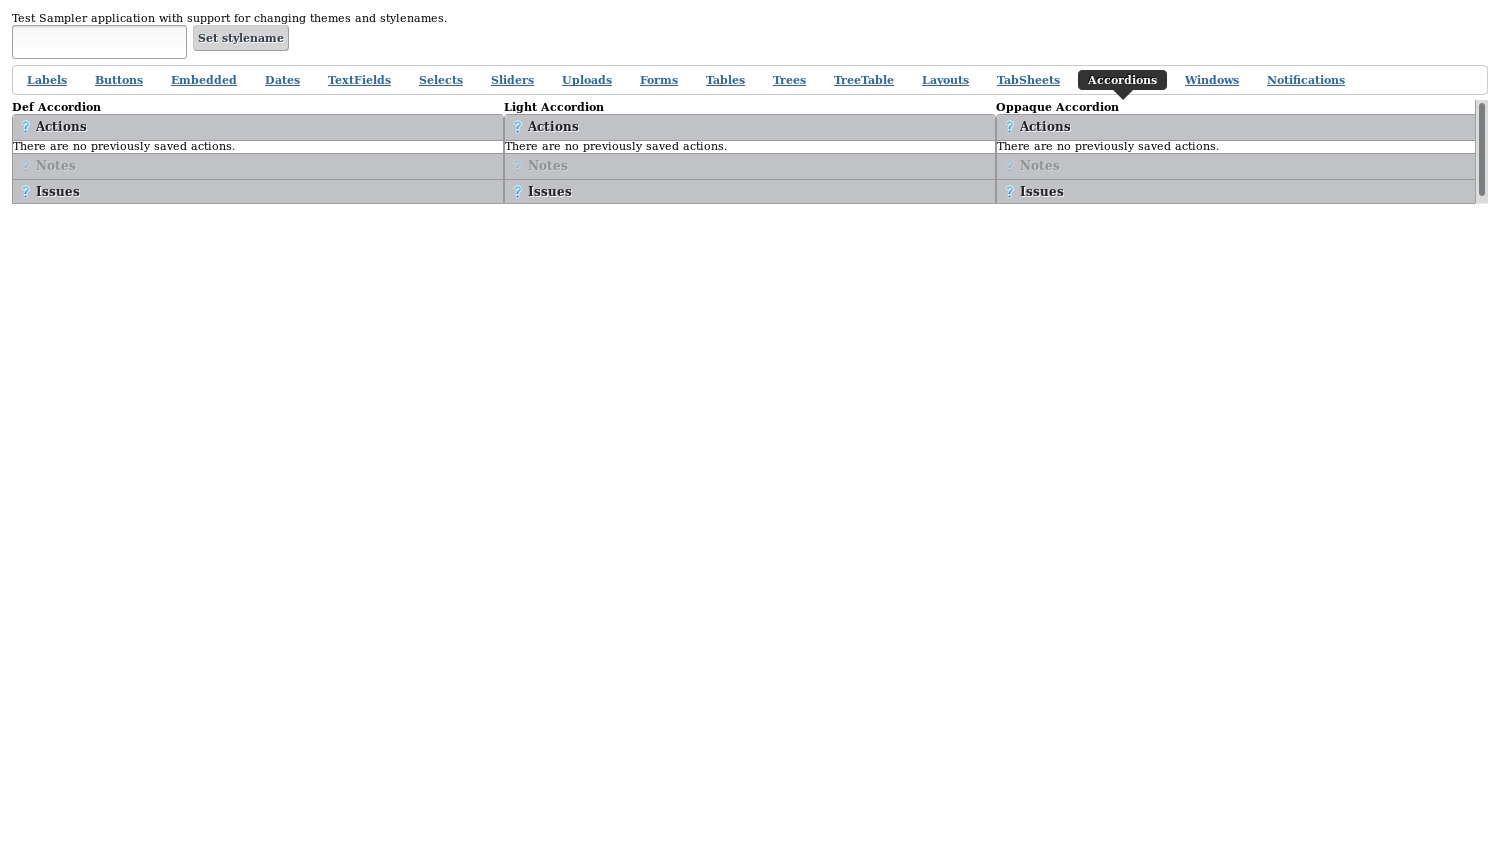 Test Sampler application with support for changing themes and stylenames.
Set stylename
Labels Buttons Embedded Dates TextFields Selects Sliders Uploads Forms Tables Trees TreeTable Layouts TabSheets Accordions Windows Notifications
Def Accordion Light Accordion Oppaque Accordion
? Actions ? Actions ? Actions
There are no previously saved actions. There are no previously saved actions. There are no previously saved actions.
? Notes ? Notes ? Notes
? Issues ? Issues ? Issues